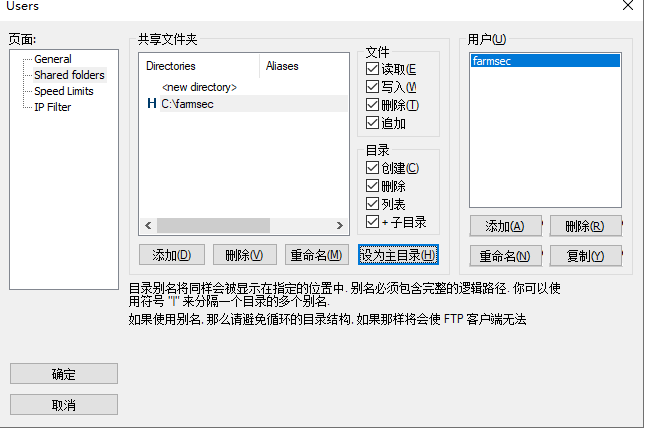 Users
页面:
General
Shared folders
Speed Limits
IP Filter
共享文件夹
Directories Aliases
<new directory>
H C:\farmsec
添加(D) 删除(V) 重命名(M) 设为主目录(H)
文件
读取(E
写入(W
删除(T)
追加
目录
创建(C)
删除
列表
+ 子目录
用户(U)
farmsec
添加(A) 删除(R)
重命名(N) 复制(Y)
目录别名将同样会被显示在指定的位置中. 别名必须包含完整的逻辑路径. 你可以使
用符号 "|" 来分隔一个目录的多个别名.
如果使用别名, 那么请避免循环的目录结构, 如果那样将会使 FTP 客户端无法
确定
取消